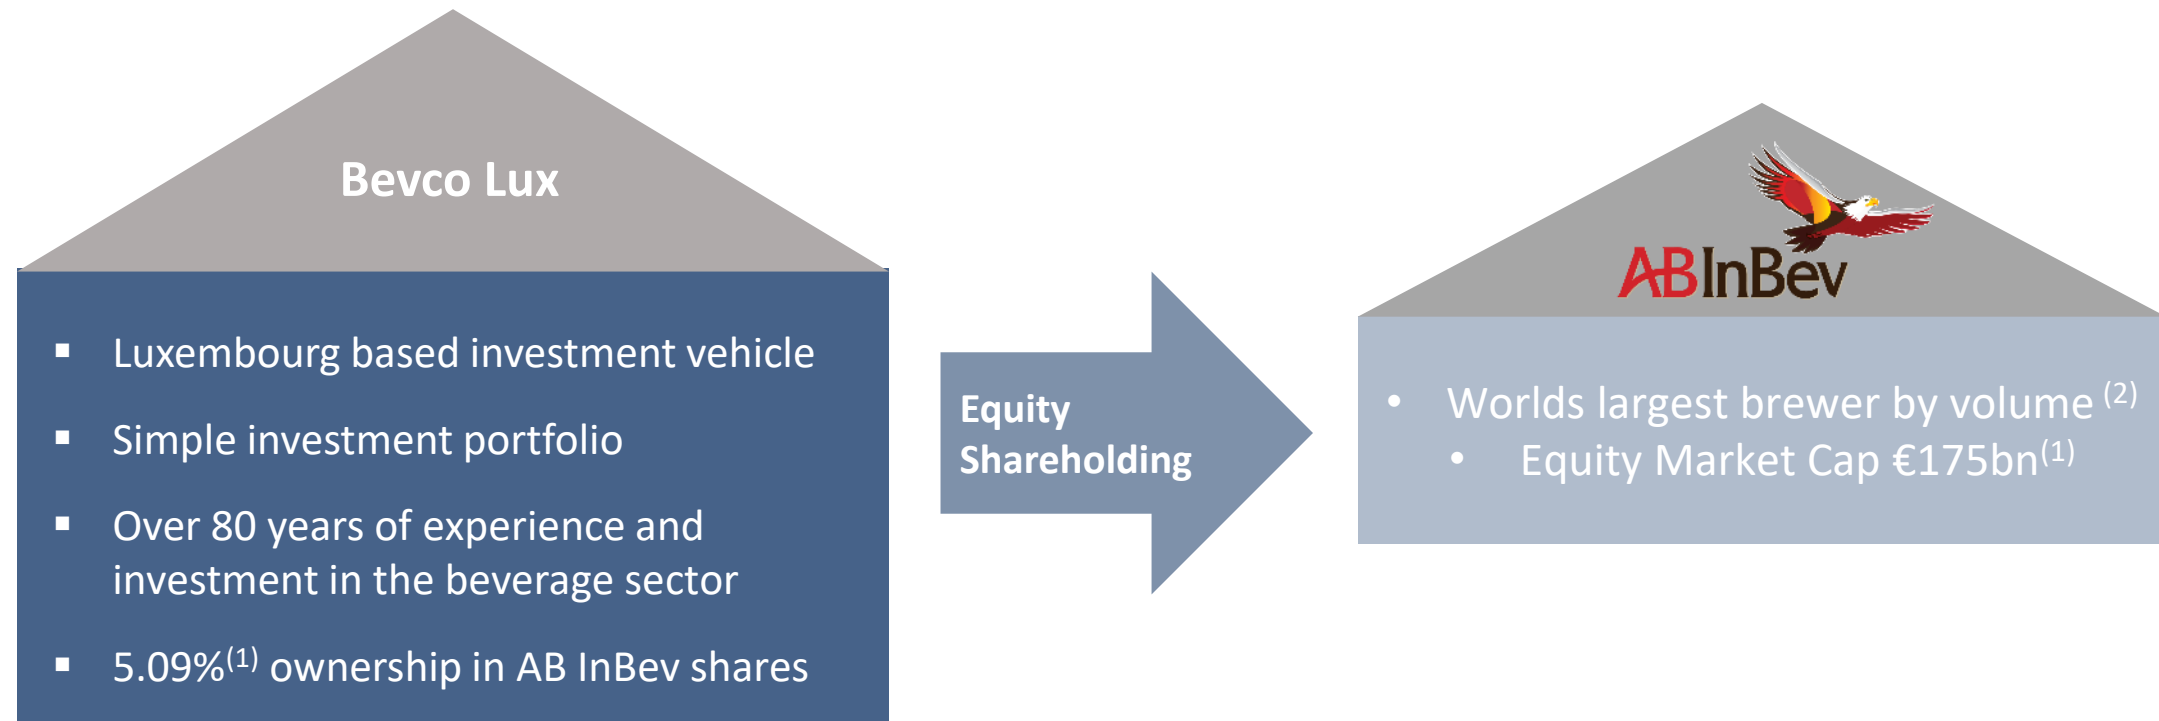 Bevco Lux
▪ Luxembourg based investment vehicle
▪ Simple investment portfolio
▪ Over 80 years of experience and
investment in the beverage sector
▪ 5.09%(1) ownership in AB InBev shares
Equity
Shareholding
ABInBev
• Worlds largest brewer by volume (2)
• Equity Market Cap €175bn(1)